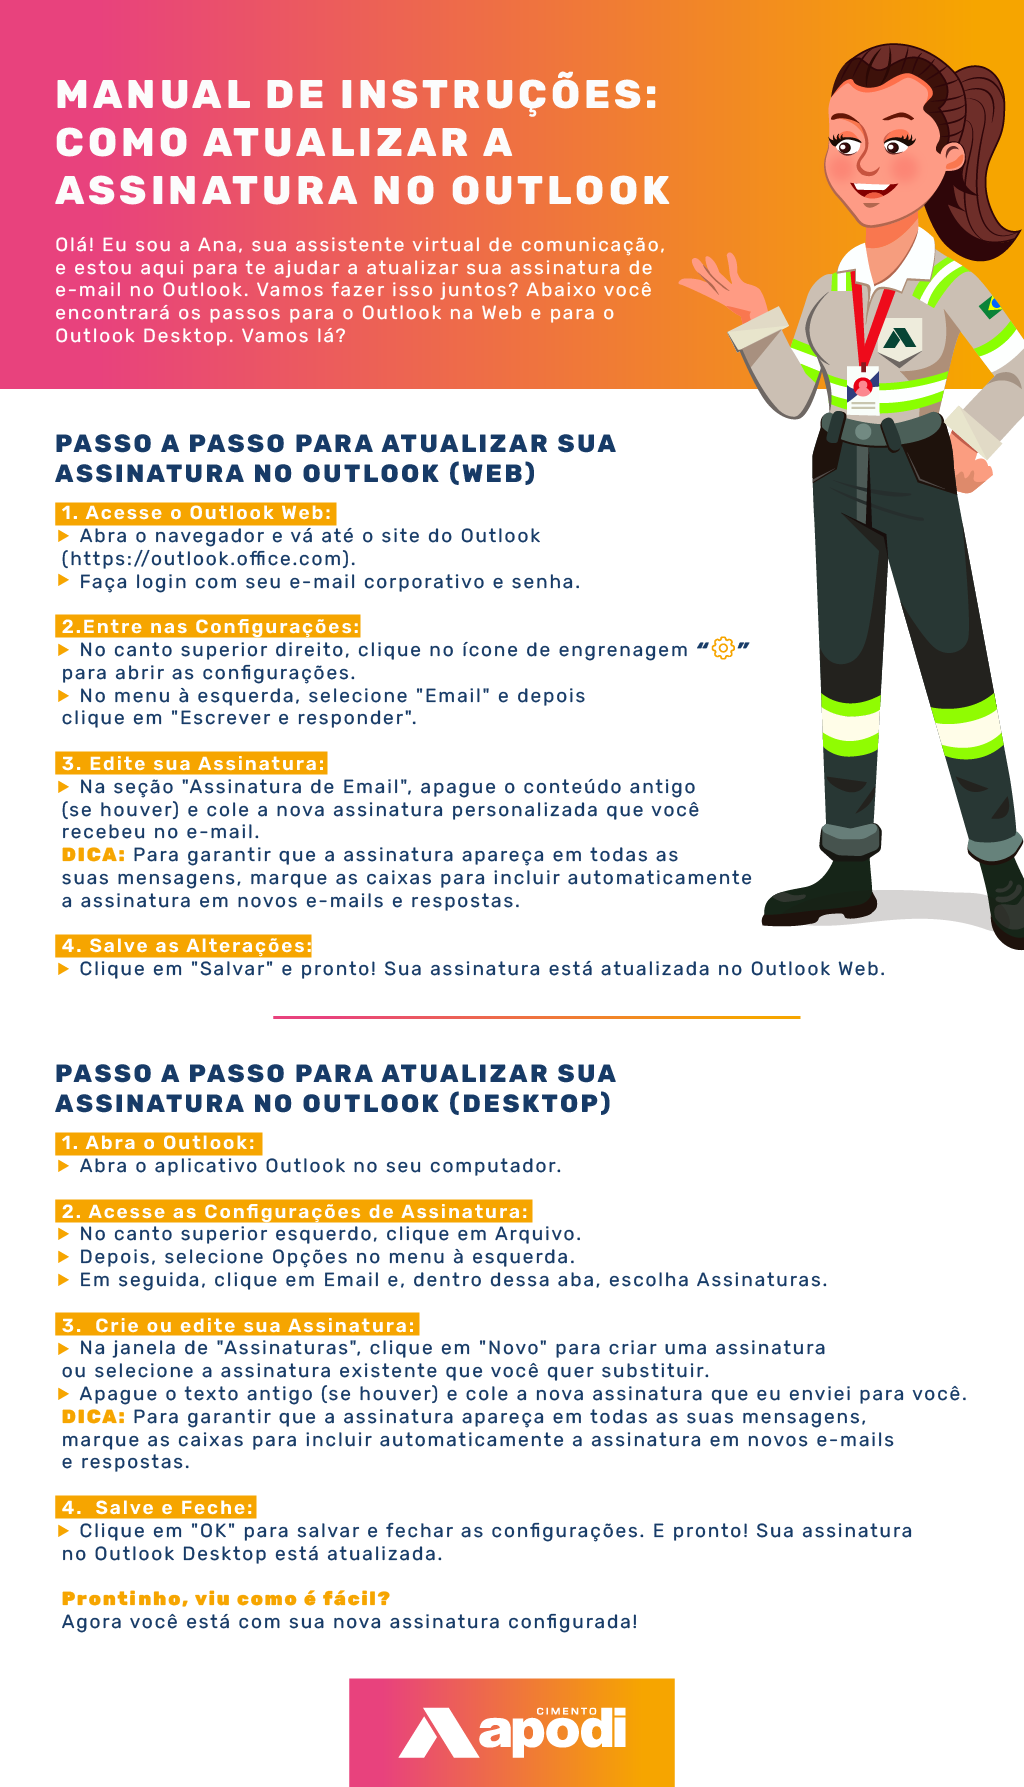 MANUAL DE INSTRUÇÕES:
COMO ATUALIZAR A
ASSINATURA NO OUTLOOK
Olá! Eu sou a Ana, sua assistente virtual de comunicação,
e estou aqui para te ajudar a atualizar sua assinatura de
e-mail no Outlook. Vamos fazer isso juntos? Abaixo você
encontrará os passos para o Outlook na Web e para o
Outlook Desktop. Vamos lá?
PASSO A PASSO PARA ATUALIZAR SUA
ASSINATURA NO OUTLOOK (WEB)
1. Acesse o Outlook Web:
Abra o navegador e vá até o site do Outlook
(https://outlook.office.com).
Faça login com seu e-mail corporativo e senha.
2.Entre nas Configurações:
No canto superior direito, clique no ícone de engrenagem “ ”
para abrir as configurações.
No menu à esquerda, selecione "Email" e depois
clique em "Escrever e responder".
3. Edite sua Assinatura:
Na seção "Assinatura de Email", apague o conteúdo antigo
(se houver) e cole a nova assinatura personalizada que você
recebeu no e-mail.
DICA: Para garantir que a assinatura apareça em todas as
suas mensagens, marque as caixas para incluir automaticamente
a assinatura em novos e-mails e respostas.
4. Salve as Alterações:
Clique em "Salvar" e pronto! Sua assinatura está atualizada no Outlook Web.
PASSO A PASSO PARA ATUALIZAR SUA
ASSINATURA NO OUTLOOK (DESKTOP)
1. Abra o Outlook:
Abra o aplicativo Outlook no seu computador.
2. Acesse as Configurações de Assinatura:
No canto superior esquerdo, clique em Arquivo.
Depois, selecione Opções no menu à esquerda.
Em seguida, clique em Email e, dentro dessa aba, escolha Assinaturas.
3. Crie ou edite sua Assinatura:
Na janela de "Assinaturas", clique em "Novo" para criar uma assinatura
ou selecione a assinatura existente que você quer substituir.
Apague o texto antigo (se houver) e cole a nova assinatura que eu enviei para você.
DICA: Para garantir que a assinatura apareça em todas as suas mensagens,
marque as caixas para incluir automaticamente a assinatura em novos e-mails
e respostas.
4. Salve e Feche:
Clique em "OK" para salvar e fechar as configurações. E pronto! Sua assinatura
no Outlook Desktop está atualizada.
Prontinho, viu como é fácil?
Agora você está com sua nova assinatura configurada!
CIMENTO
apodi